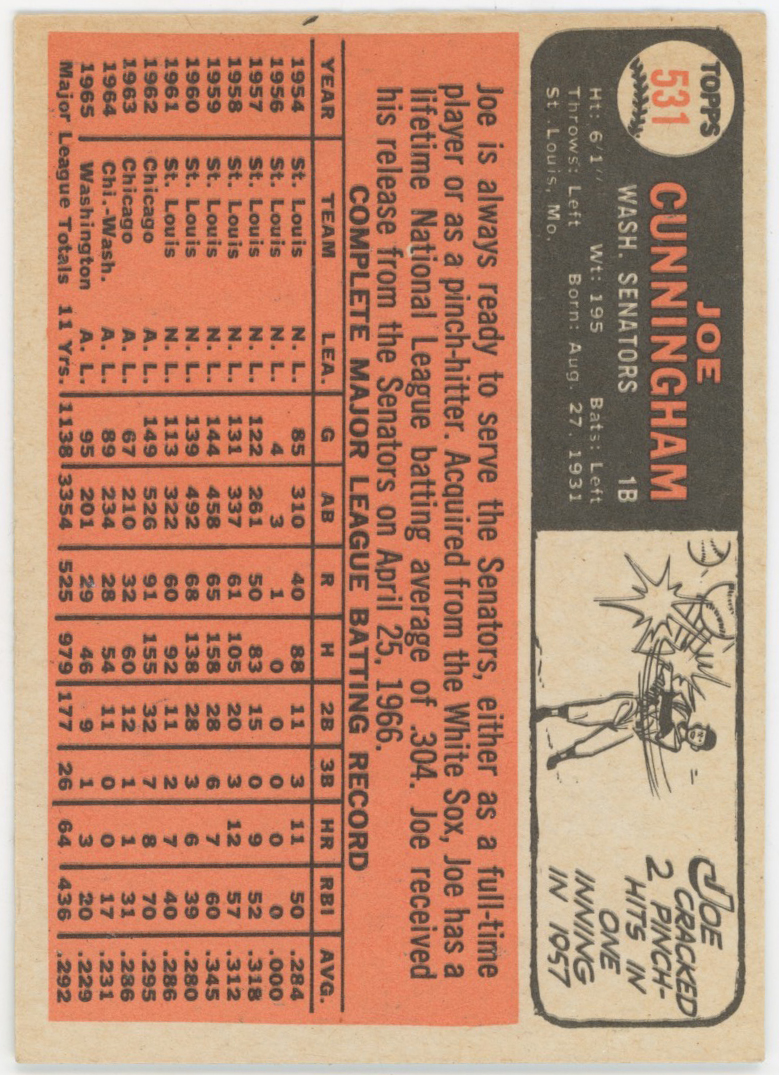 TOPPS
531
JOE
CUNNINGHAM
WASH. SENATORS 1B
Ht: 6'1" Wt: 195 Bats: Left
Throws: Left Born: Aug. 27, 1931
St. Louis, Mo.
JOE
CRACKED
2 PINCH-
HITS IN
ONE
INNING
IN 1957
Joe is always ready to serve the Senators, either as a full-time
player or as a pinch-hitter. Acquired from the White Sox, Joe has a
lifetime National League batting average of .304. Joe received
his release from the Senators on April 25, 1966.
COMPLETE MAJOR LEAGUE BATTING RECORD
YEAR TEAM LEA. G AB R H 2B 3B HR RBI AVG.
1954 St. Louis N. L. 85 310 40 88 11 3 11 50 .284
1956 St. Louis N. L. 4 3 1 0 0 0 0 0 .000
1957 St. Louis N. L. 122 261 50 83 15 0 9 52 .318
1958 St. Louis N. L. 131 337 61 105 20 3 12 57 .312
1959 St. Louis N. L. 144 458 65 158 28 6 7 60 .345
1960 St. Louis N. L. 139 492 68 138 28 3 6 39 .280
1961 St. Louis N. L. 113 322 60 92 11 2 7 40 .286
1962 Chicago A. L. 149 526 91 155 32 7 8 70 .295
1963 Chicago A. L. 67 210 32 60 12 1 1 31 .286
1964 Chi.-Wash. A. L. 89 234 28 54 11 0 0 17 .231
1965 Washington A. L. 95 201 29 46 9 1 3 20 .229
Major League Totals 11 Yrs. 1138 3354 525 979 177 26 64 436 .292